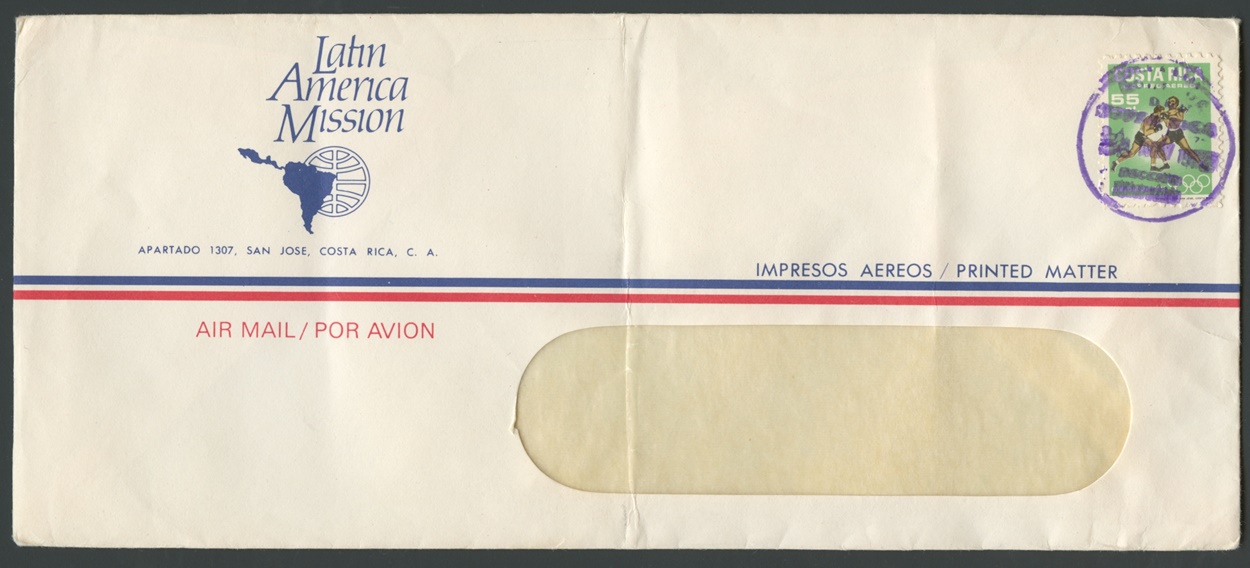 Latin
America
Mission
APARTADO 1307, SAN JOSE, COSTA RICA, C. A.
COSTA RICA
55
IMPRESOS AEREOS / PRINTED MATTER
AIR MAIL / POR AVION